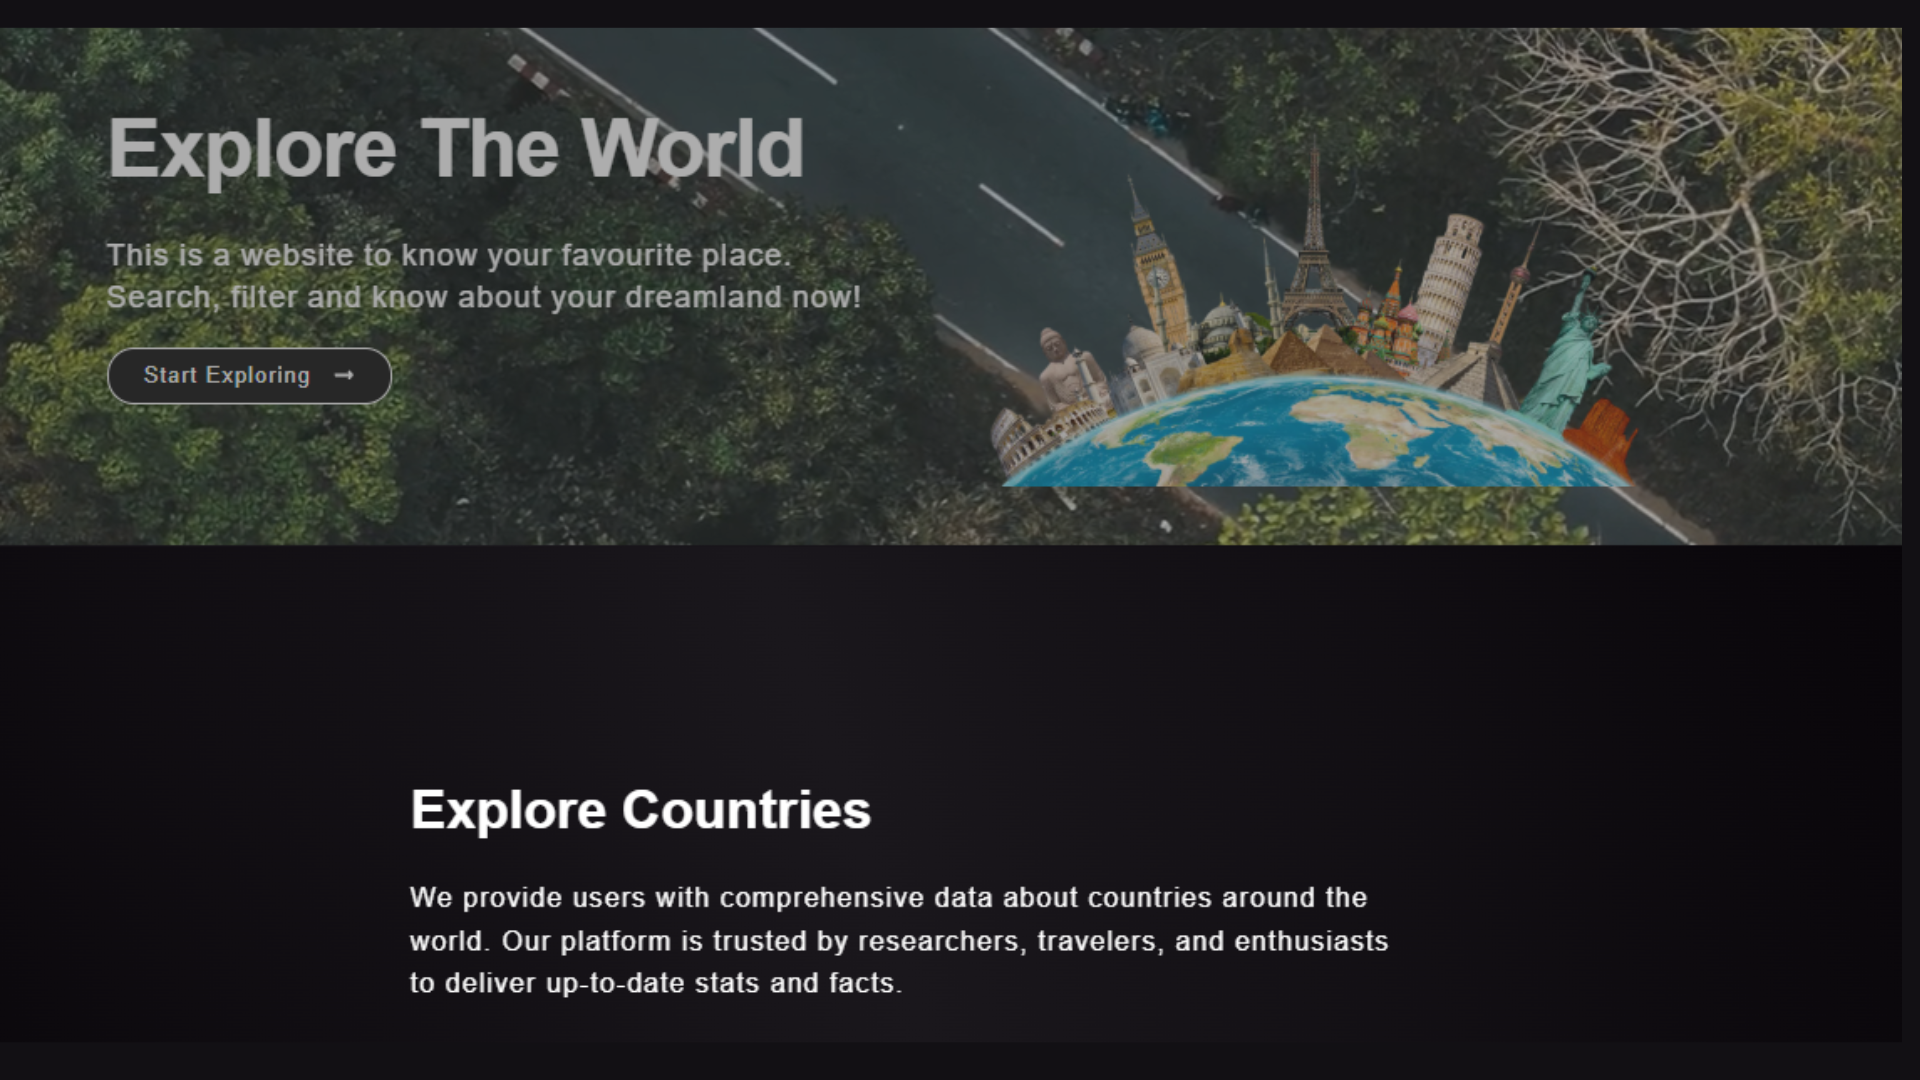 Explore The World
This is a website to know your favourite place.
Search, filter and know about your dreamland now!
Start Exploring →
Explore Countries
We provide users with comprehensive data about countries around the
world. Our platform is trusted by researchers, travelers, and enthusiasts
to deliver up-to-date stats and facts.